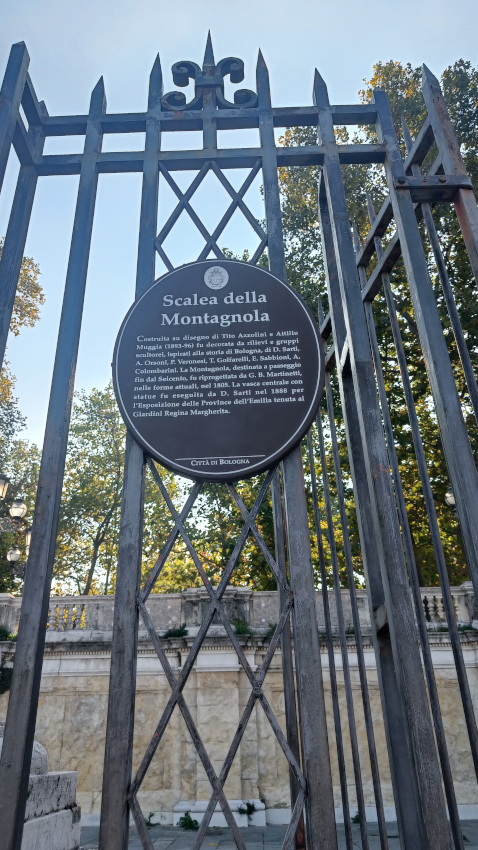 Scalea della
Montagnola
Costruita su disegno di Tito Azzolini e Attilio
Muggia (1893-96) fu decorata da rilievi e gruppi
scultorei, ispirati alla storia di Bologna, di D. Sarti,
A. Orsoni, P. Veronesi, T. Golfarelli, E. Sabbioni, A.
Colombarini. La Montagnola, destinata a passeggio
fin dal Seicento, fu riprogettata da G. B. Martinetti,
nelle forme attuali, nel 1805. La vasca centrale con
statue fu eseguita da D. Sarti nel 1888 per
l'Esposizione delle Province dell'Emilia tenuta ai
Giardini Regina Margherita.
Città di Bologna